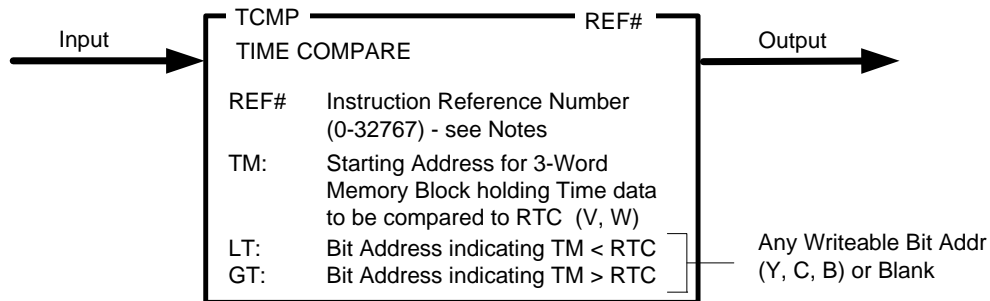 TCMP REF#
Input
TIME COMPARE
Output
REF# Instruction Reference Number
(0-32767) - see Notes
TM: Starting Address for 3-Word
Memory Block holding Time data
to be compared to RTC (V, W)
LT: Bit Address indicating TM < RTC
GT: Bit Address indicating TM > RTC
Any Writeable Bit Addr
(Y, C, B) or Blank